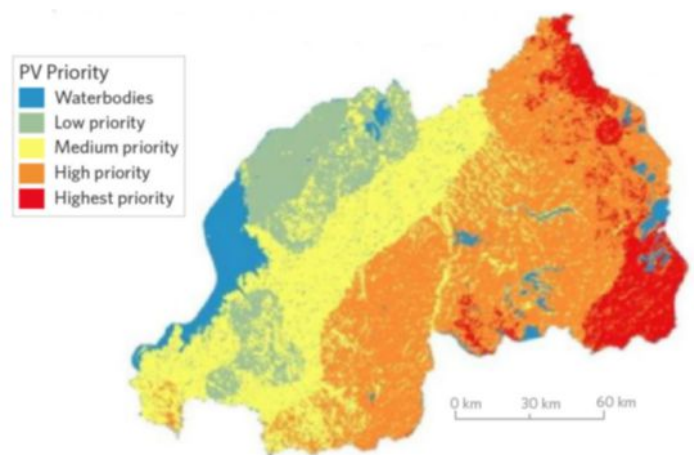 PV Priority
Waterbodies
Low priority
Medium priority
High priority
Highest priority
0 km 30 km 60 km